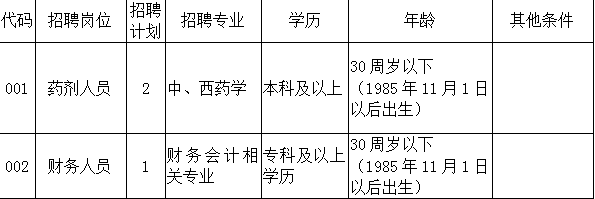 代码 招聘岗位 招聘计划 招聘专业 学历 年龄 其他条件
001 药剂人员 2 中、西药学 本科及以上 30周岁以下（1985年11月1日以后出生）
002 财务人员 1 财务会计相关专业 专科及以上学历 30周岁以下（1985年11月1日以后出生）